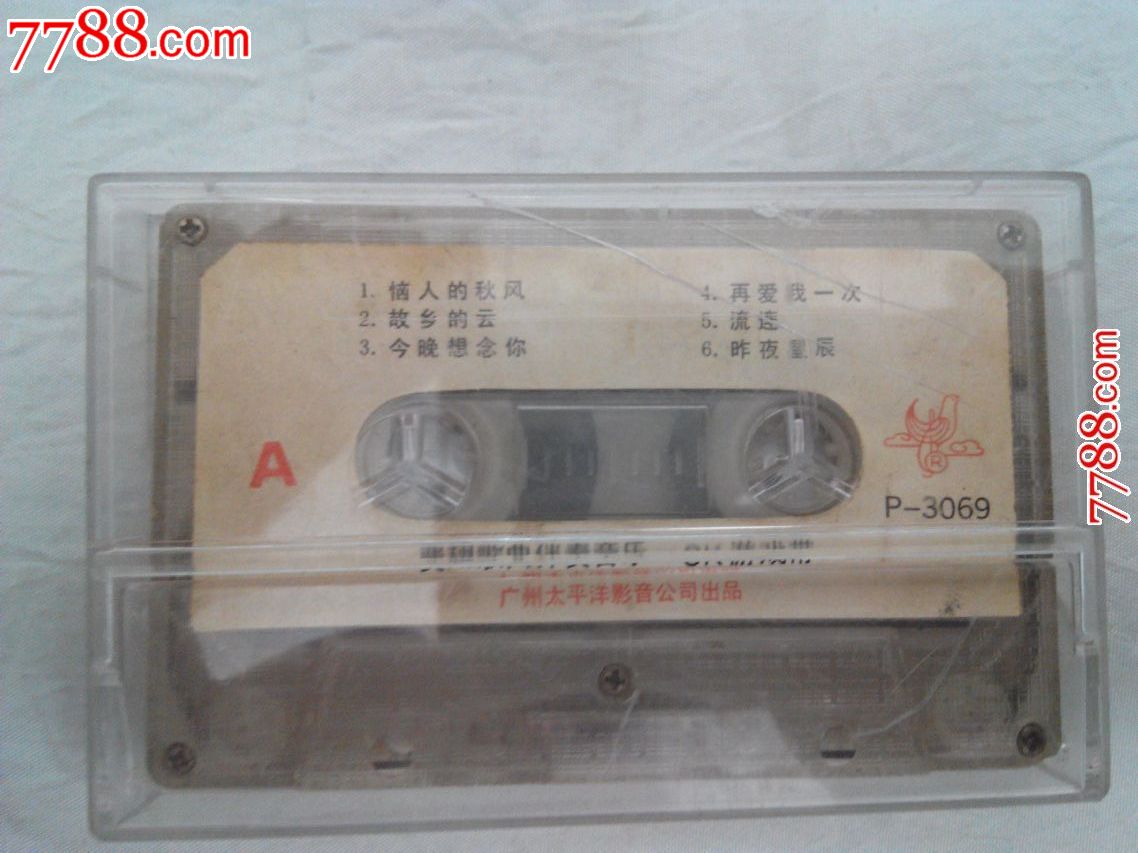 7788.com
1. 恼人的秋风
2. 故乡的云
3. 今晚想念你
4. 再爱我一次
5. 流连
6. 昨夜星辰
A
R
P-3069
广州太平洋影音公司出品
7788.com